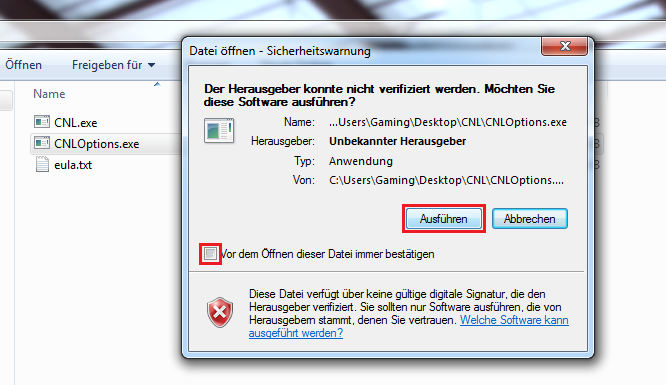 Datei öffnen - Sicherheitswarnung
Öffnen
Freigeben für
Name
CNL.exe
CNLOptions.exe
eula.txt
Der Herausgeber konnte nicht verifiziert werden. Möchten Sie
diese Software ausführen?
Name: ...Users\Gaming\Desktop\CNL\CNLOptions.exe
Herausgeber: Unbekannter Herausgeber
Typ: Anwendung
Von: C:\Users\Gaming\Desktop\CNL\CNLOptions....
Ausführen
Abbrechen
Vor dem Öffnen dieser Datei immer bestätigen
Diese Datei verfügt über keine gültige digitale Signatur, die den
Herausgeber verifiziert. Sie sollten nur Software ausführen, die von
Herausgebern stammt, denen Sie vertrauen. Welche Software kann
ausgeführt werden?